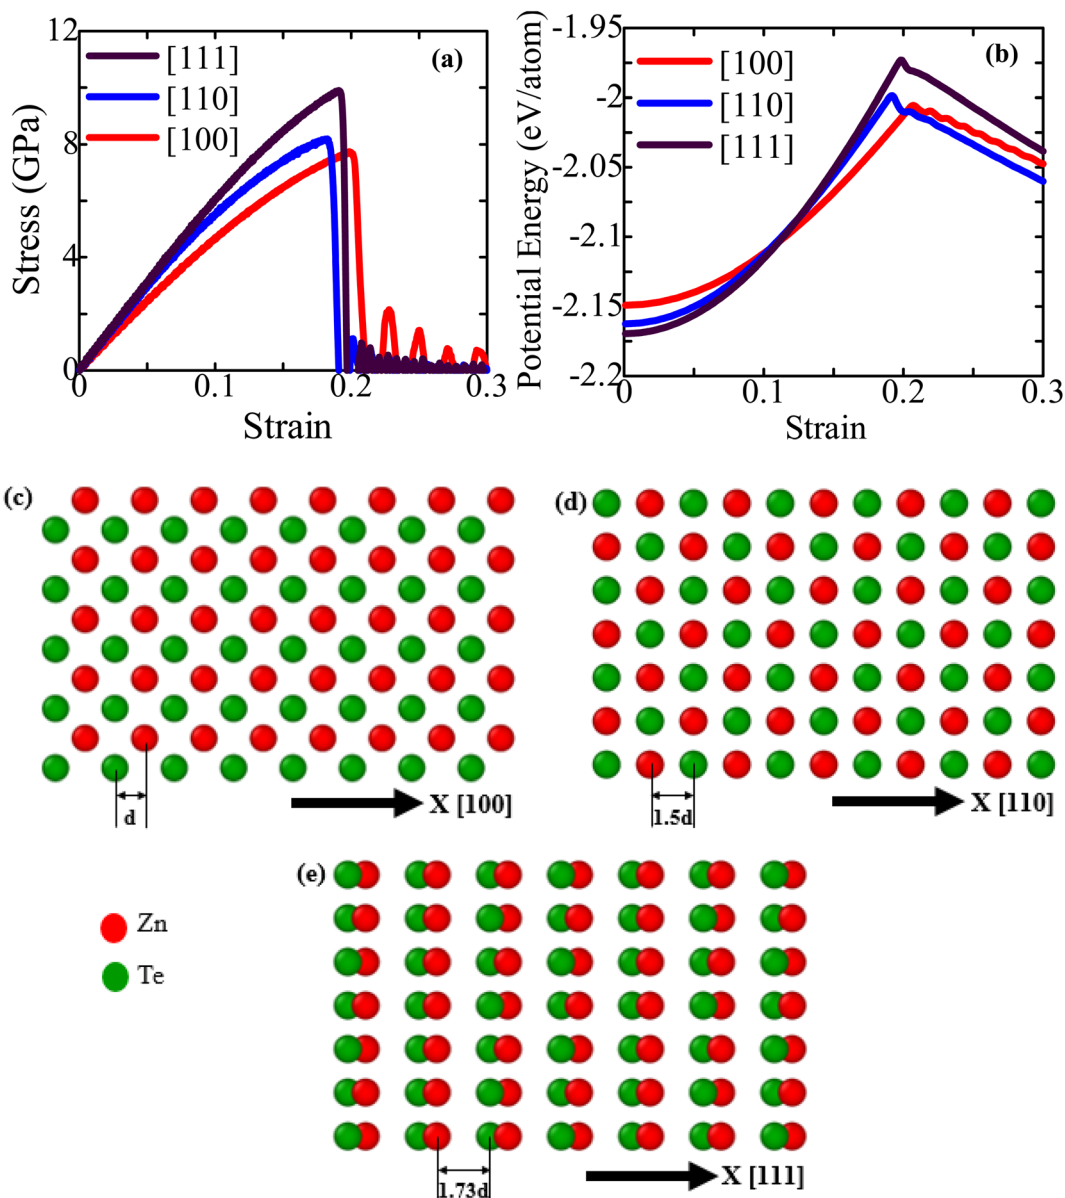 12
8
4
0
Stress (GPa)
[111]
[110]
[100]
(a)
0
0.1
0.2
0.3
Strain
-1.95
-2
-2.05
-2.1
-2.15
-2.2
Potential Energy (eV/atom)
[100]
[110]
[111]
(b)
0
0.1
0.2
0.3
Strain
(c)
d
X [100]
(d)
1.5d
X [110]
(e)
Zn
Te
1.73d
X [111]